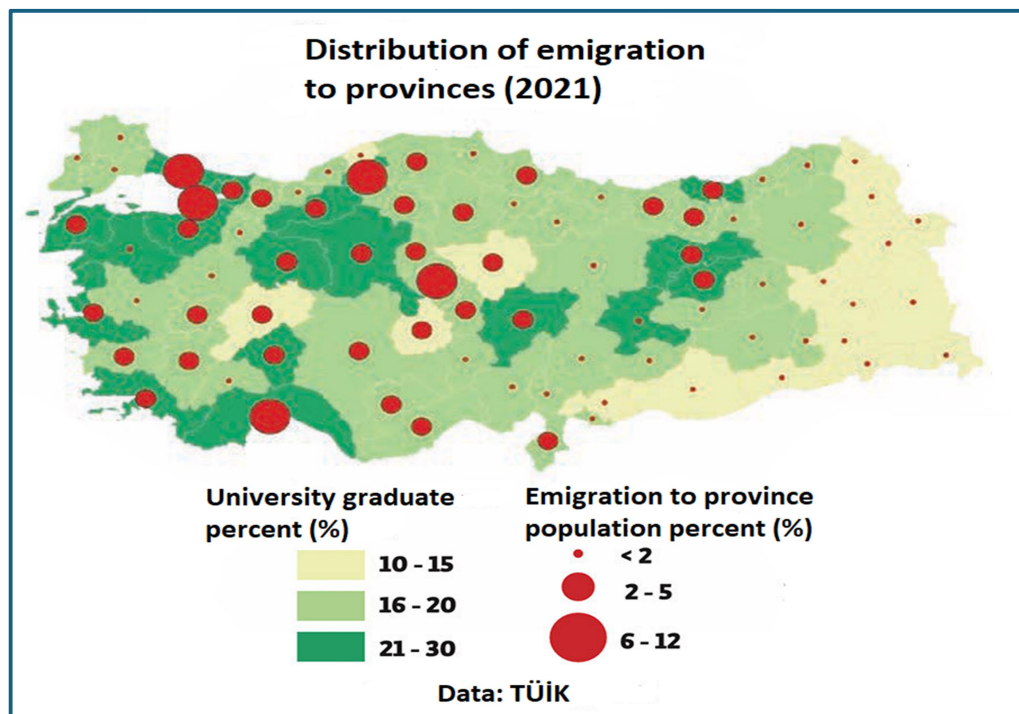 Distribution of emigration
to provinces (2021)
University graduate
percent (%)
10 - 15
16 - 20
21 - 30
Emigration to province
population percent (%)
< 2
2 - 5
6 - 12
Data: TÜİK